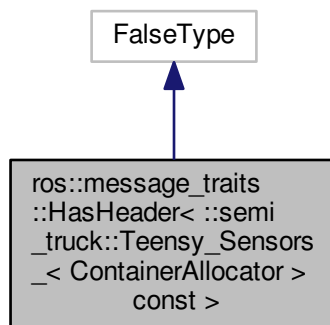 FalseType
ros::message_traits
::HasHeader< ::semi
_truck::Teensy_Sensors
_< ContainerAllocator >
const >